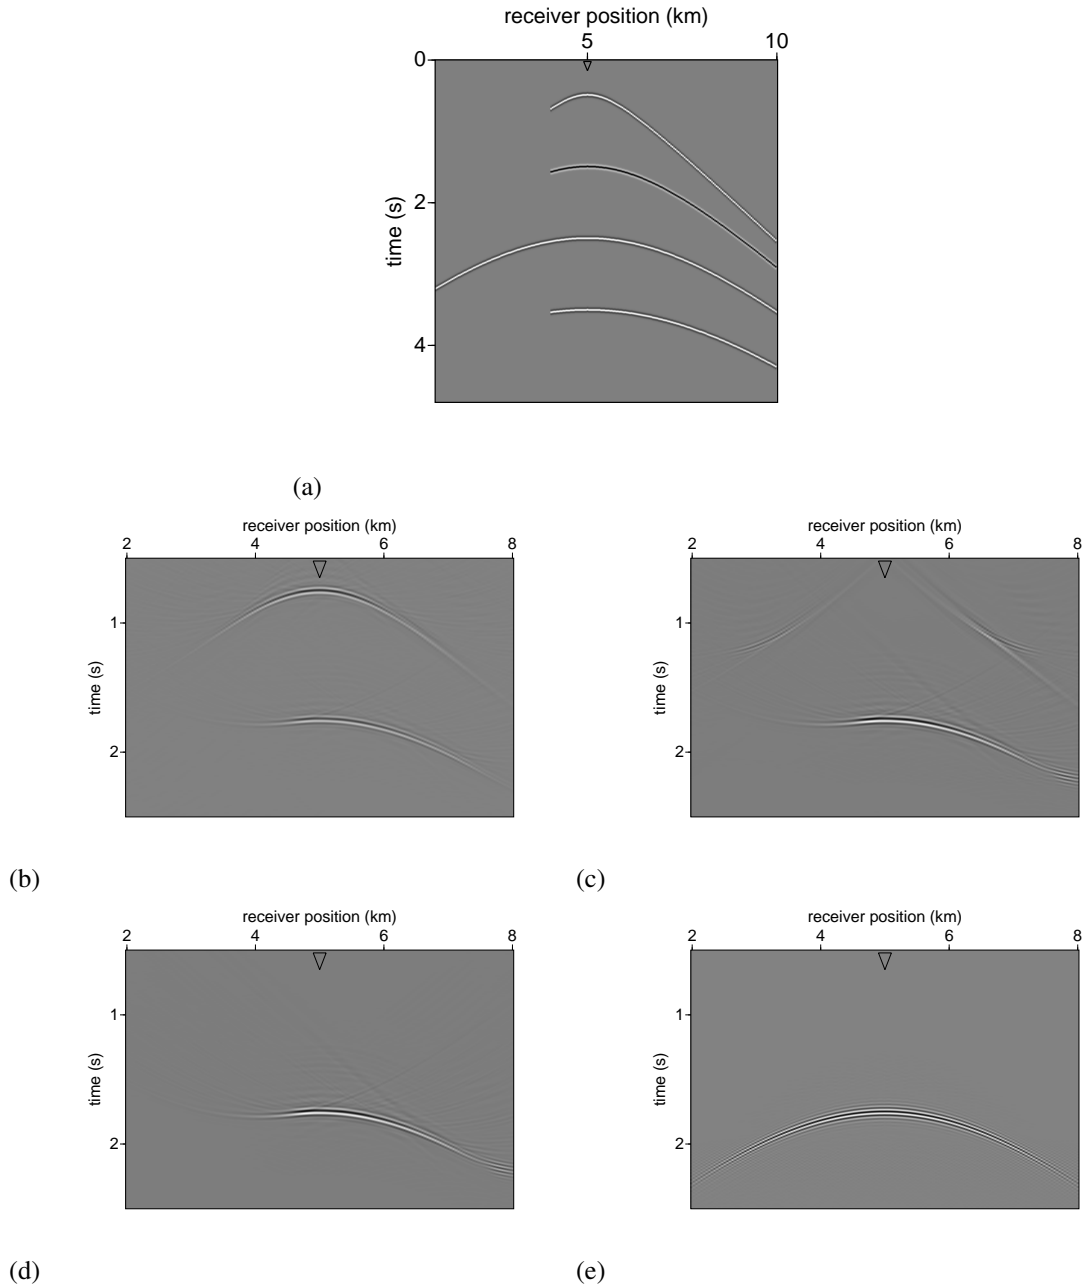 receiver position (km)
5 10
0
2
4
time (s)
(a)
receiver position (km)
2 4 6 8
1
2
time (s)
receiver position (km)
2 4 6 8
1
2
time (s)
(b) (c)
receiver position (km)
2 4 6 8
1
2
time (s)
receiver position (km)
2 4 6 8
1
2
time (s)
(d) (e)